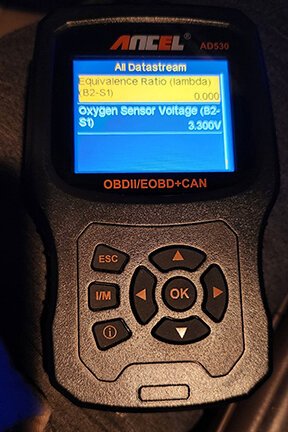 ANCEL
AD530
All Datastream
Equivalence Ratio (lambda)
(B2-S1)
0.000
Oxygen Sensor Voltage (B2-
S1)
3.300V
OBDII/EOBD+CAN
ESC
I/M
OK
i